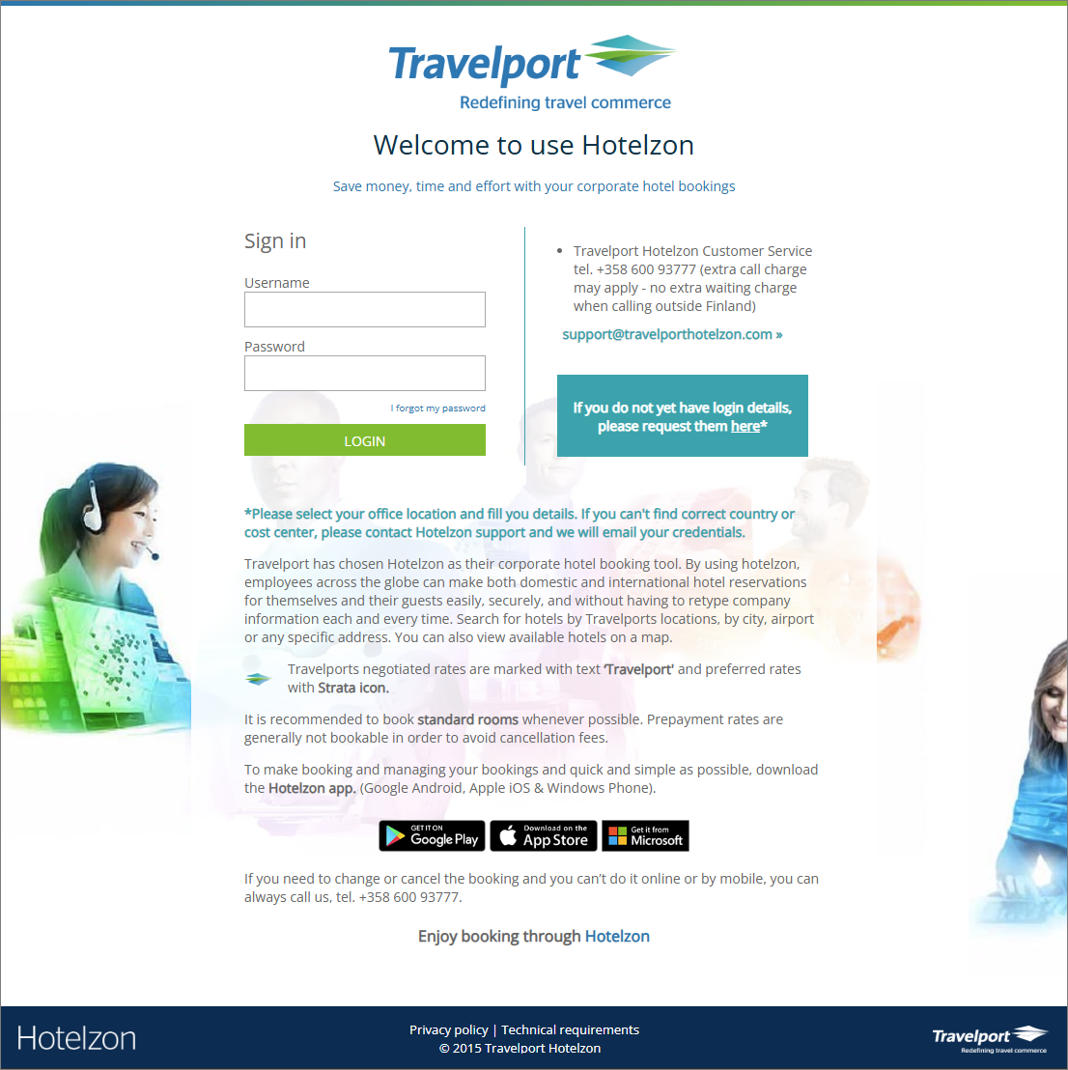 Travelport
Redefining travel commerce
Welcome to use Hotelzon
Save money, time and effort with your corporate hotel bookings
Sign in
Username
Password
I forgot my password
LOGIN
• Travelport Hotelzon Customer Service
tel. +358 600 93777 (extra call charge
may apply - no extra waiting charge
when calling outside Finland)
support@travelporthotelzon.com »
If you do not yet have login details,
please request them here*
*Please select your office location and fill you details. If you can't find correct country or
cost center, please contact Hotelzon support and we will email your credentials.
Travelport has chosen Hotelzon as their corporate hotel booking tool. By using hotelzon,
employees across the globe can make both domestic and international hotel reservations
for themselves and their guests easily, securely, and without having to retype company
information each and every time. Search for hotels by Travelports locations, by city, airport
or any specific address. You can also view available hotels on a map.
Travelports negotiated rates are marked with text 'Travelport' and preferred rates
with Strata icon.
It is recommended to book standard rooms whenever possible. Prepayment rates are
generally not bookable in order to avoid cancellation fees.
To make booking and managing your bookings and quick and simple as possible, download
the Hotelzon app. (Google Android, Apple iOS & Windows Phone).
GET IT ON
Google Play
Download on the
App Store
Get it from
Microsoft
If you need to change or cancel the booking and you can't do it online or by mobile, you can
always call us, tel. +358 600 93777.
Enjoy booking through Hotelzon
Hotelzon
Privacy policy | Technical requirements
© 2015 Travelport Hotelzon
Travelport
Redefining travel commerce